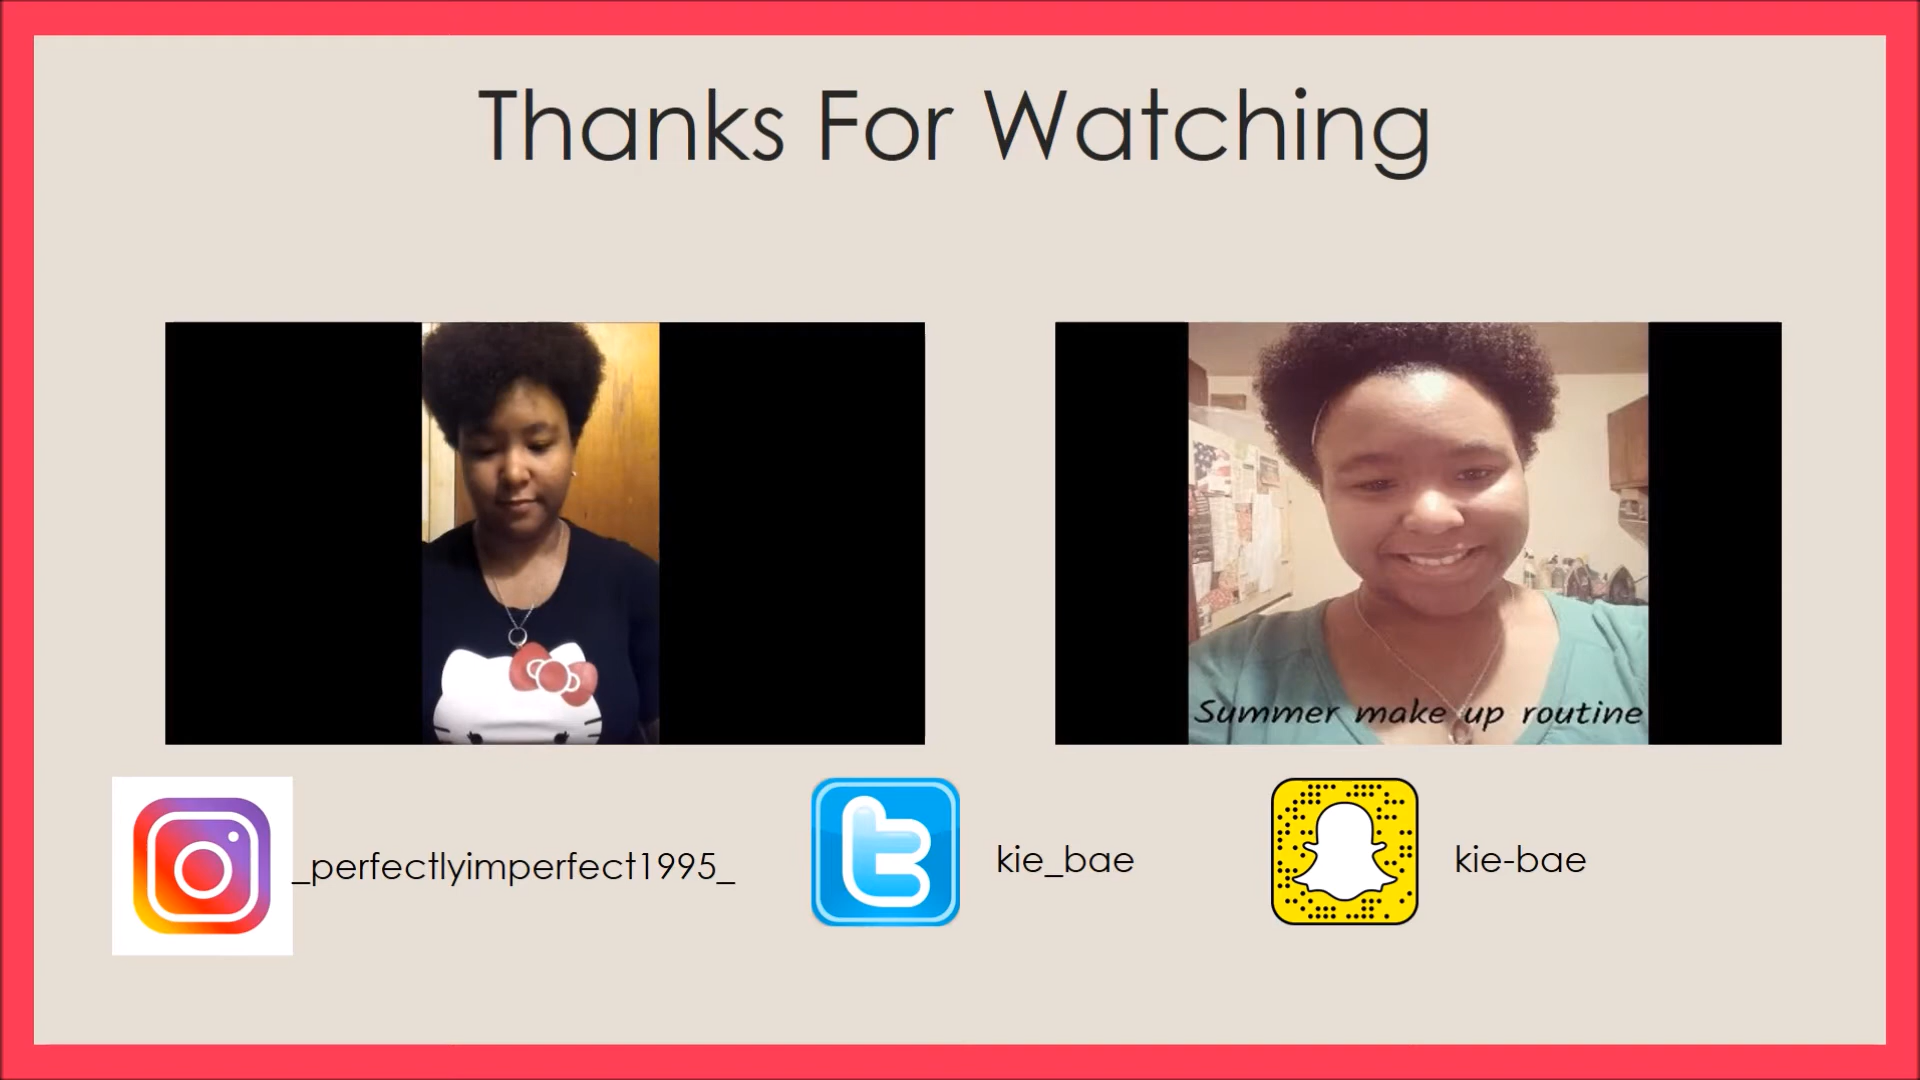 Thanks For Watching
Summer make up routine
_perfectlyimperfect1995_
kie_bae
kie-bae